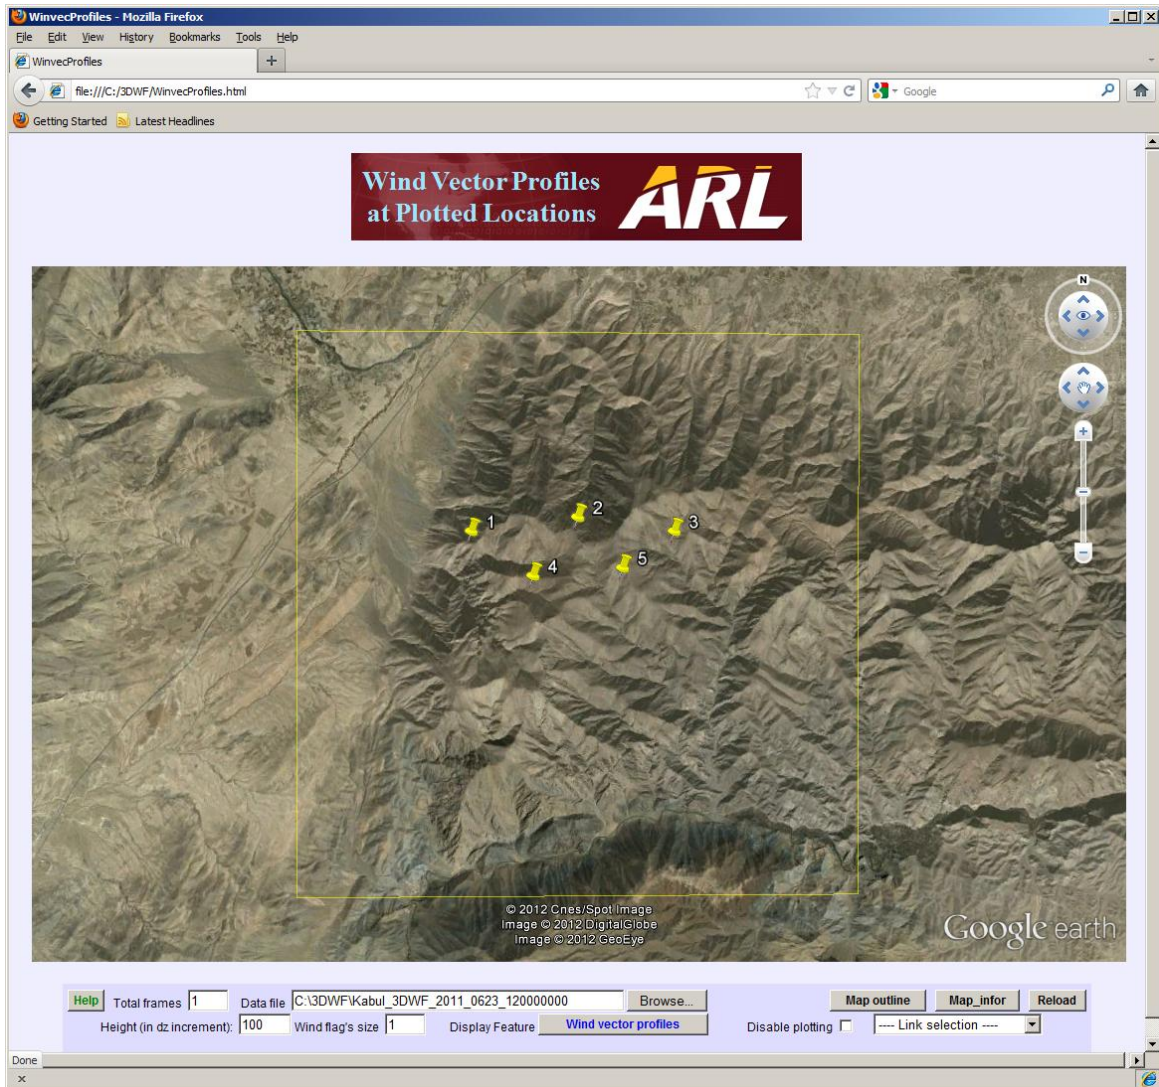 WinvecProfiles - Mozilla Firefox
File Edit View History Bookmarks Tools Help
WinvecProfiles +
file:///C:/3DWF/WinvecProfiles.html Google
Getting Started Latest Headlines
Wind Vector Profiles
at Plotted Locations
ARL
N
1 2 3
4 5
© 2012 Cnes/Spot Image
Image © 2012 DigitalGlobe
Image © 2012 GeoEye
Google earth
Help Total frames 1 Data file C:\3DWF\Kabul_3DWF_2011_0623_120000000 Browse... Map outline Map_infor Reload
Height (in dz increment): 100 Wind flag's size 1 Display Feature Wind vector profiles Disable plotting ---- Link selection ----
Done
x